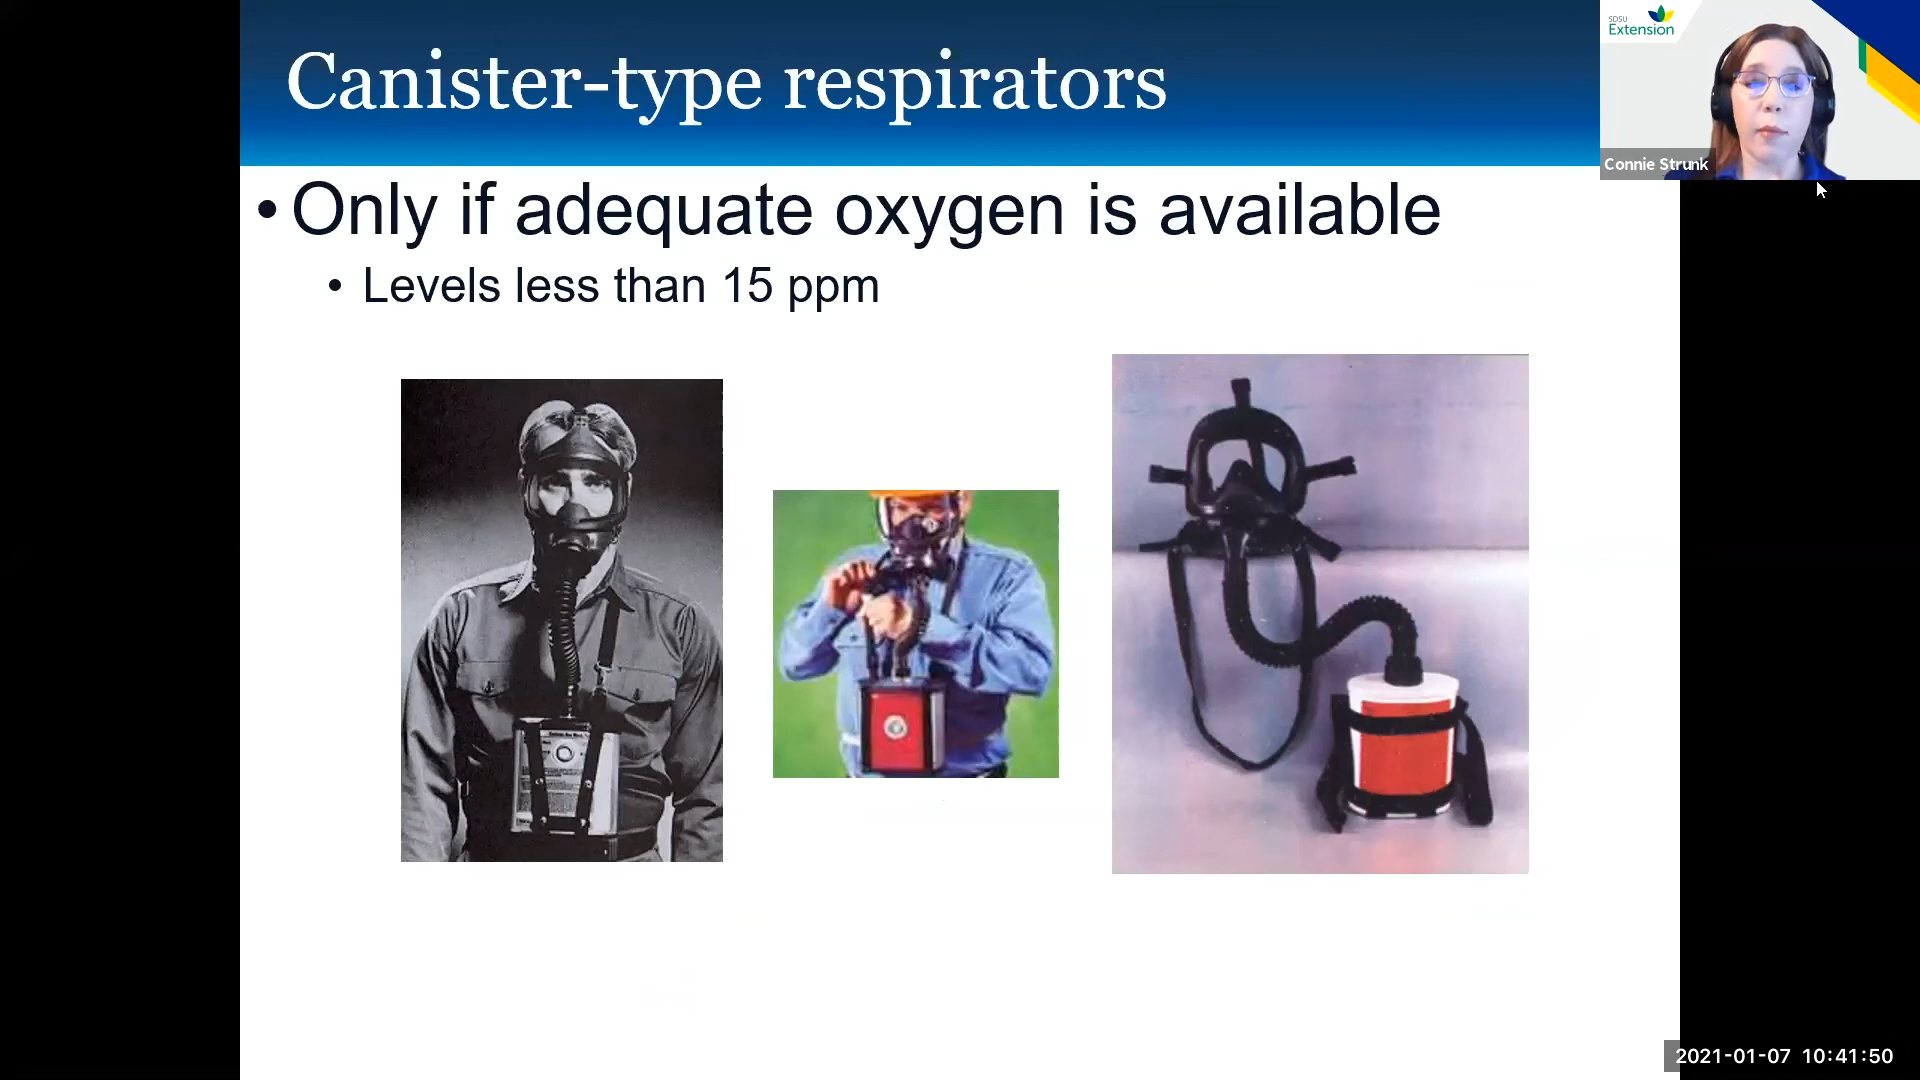 Canister-type respirators
SDSU
Extension
Connie Strunk
• Only if adequate oxygen is available
• Levels less than 15 ppm
2021-01-07 10:41:50